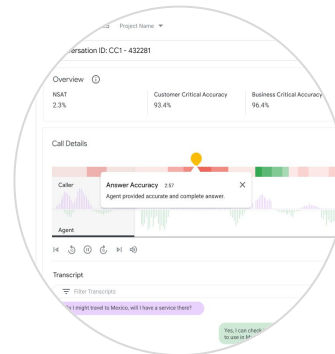 Project Name
ersation ID: CC1 - 432281
Overview
NSAT
Customer Critical Accuracy
Business Critical Accuracy
2.3%
93.4%
96.4%
Call Details
Caller
Answer Accuracy 2:57
Agent provided accurate and complete answer.
Agent
Transcript
Filter Transcripts
I might travel to Mexico, will I have a service there?
Yes, I can check
to use in